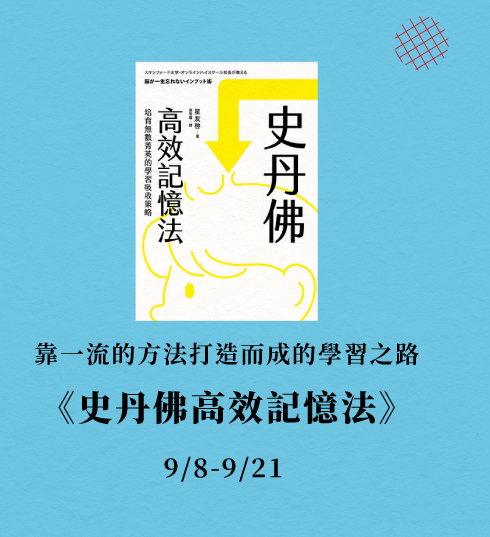 スタンフォード大学・オンラインハイスクール校長が教える
脳が一生忘れないインプット術
史丹佛
高效記憶法
培育無數菁英的學習吸收策略
星友啓
靠一流的方法打造而成的學習之路
《史丹佛高效記憶法》
9/8-9/21